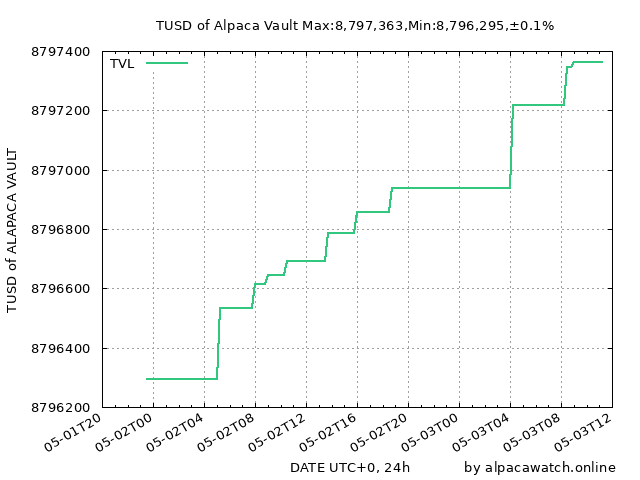 TUSD of Alpaca Vault Max:8,797,363,Min:8,796,295,±0.1%
TVL
8797400
8797200
8797000
8796800
8796600
8796400
8796200
TUSD of ALAPACA VAULT
05-01T20
05-02T00
05-02T04
05-02T08
05-02T12
05-02T16
05-02T20
05-03T00
05-03T04
05-03T08
05-03T12
DATE UTC+0, 24h
by alpacawatch.online